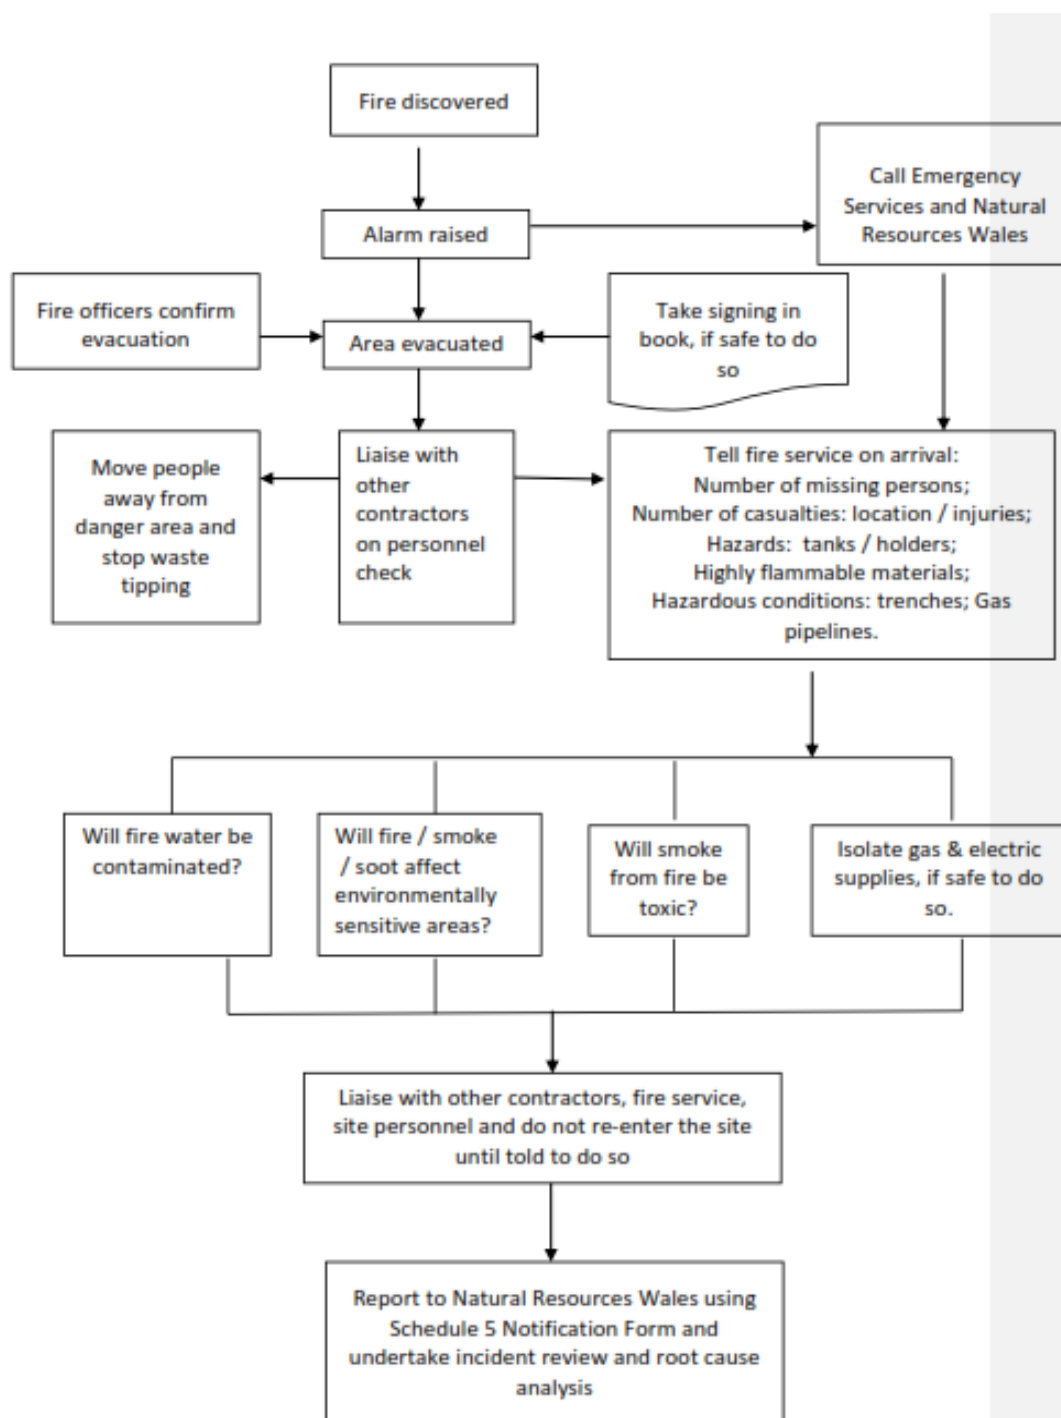 Fire discovered
Call Emergency
Services and Natural
Resources Wales
Alarm raised
Fire officers confirm
evacuation
Area evacuated
Take signing in
book, if safe to do
so
Move people
away from
danger area and
stop waste
tipping
Liaise with
other
contractors
on personnel
check
Tell fire service on arrival:
Number of missing persons;
Number of casualties: location / injuries;
Hazards: tanks / holders;
Highly flammable materials;
Hazardous conditions: trenches; Gas
pipelines.
Will fire water be
contaminated?
Will fire / smoke
/ soot affect
environmentally
sensitive areas?
Will smoke
from fire be
toxic?
Isolate gas & electric
supplies, if safe to do
so.
Liaise with other contractors, fire service,
site personnel and do not re-enter the site
until told to do so
Report to Natural Resources Wales using
Schedule 5 Notification Form and
undertake incident review and root cause
analysis